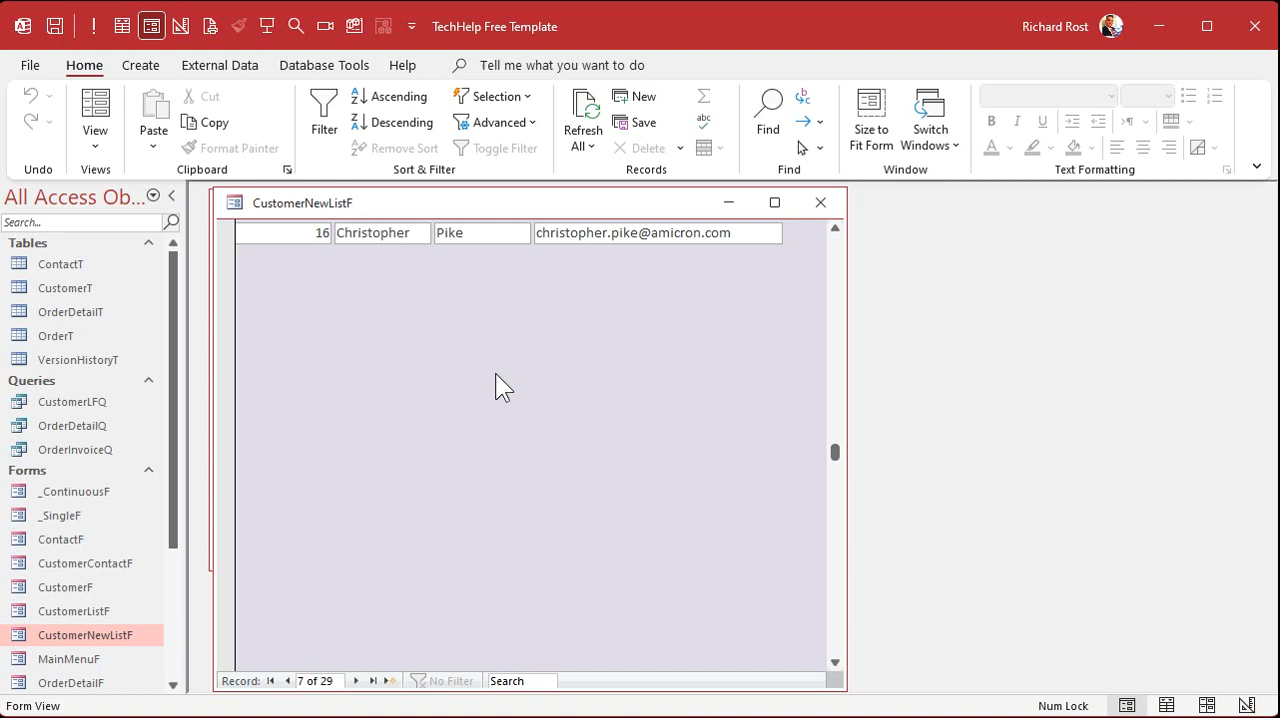 TechHelp Free Template
Richard Rost
File Home Create External Data Database Tools Help Tell me what you want to do
Undo
View
Views
Paste
Cut
Copy
Format Painter
Clipboard
Filter
Ascending
Descending
Remove Sort
Selection
Advanced
Toggle Filter
Sort & Filter
Refresh
All
New
Save
Delete
Records
Find
Find
Size to
Fit Form
Switch
Windows
Window
B I U
A
Text Formatting
All Access Ob...
Search...
Tables
ContactT
CustomerT
OrderDetailT
OrderT
VersionHistoryT
Queries
CustomerLFQ
OrderDetailQ
OrderInvoiceQ
Forms
_ContinuousF
_SingleF
ContactF
CustomerContactF
CustomerF
CustomerListF
CustomerNewListF
MainMenuF
OrderDetailF
CustomerNewListF
16 Christopher Pike christopher.pike@amicron.com
Record: 7 of 29 No Filter Search
Form View
Num Lock